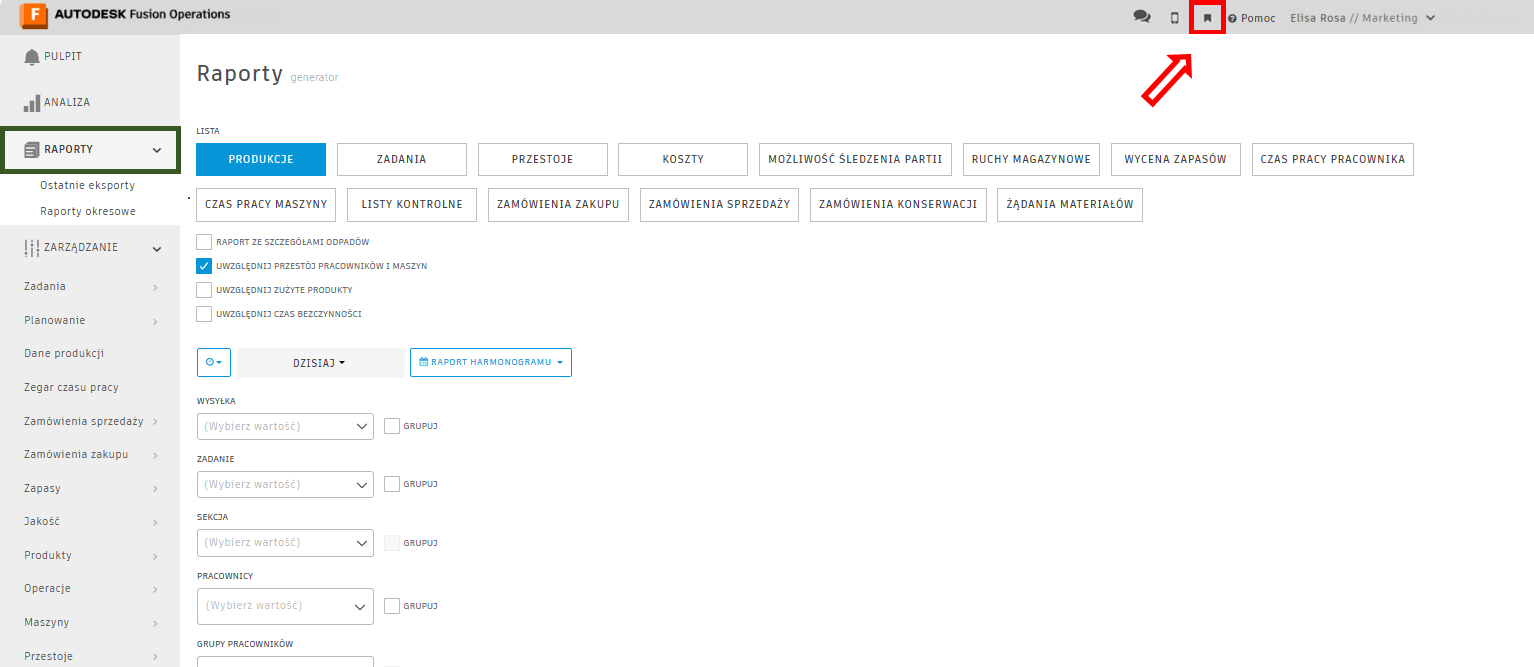 F AUTODESK Fusion Operations
Pomoc Elisa Rosa // Marketing
PULPIT
ANALIZA
RAPORTY
Ostatnie eksporty
Raporty okresowe
ZARZĄDZANIE
Zadania
Planowanie
Dane produkcji
Zegar czasu pracy
Zamówienia sprzedaży
Zamówienia zakupu
Zapasy
Jakość
Produkty
Operacje
Maszyny
Przestoje
Raporty generator
LISTA
PRODUKCJE ZADANIA PRZESTOJE KOSZTY MOŻLIWOŚĆ ŚLEDZENIA PARTII RUCHY MAGAZYNOWE WYCENA ZAPASÓW CZAS PRACY PRACOWNIKA
CZAS PRACY MASZYNY LISTY KONTROLNE ZAMÓWIENIA ZAKUPU ZAMÓWIENIA SPRZEDAŻY ZAMÓWIENIA KONSERWACJI ŻĄDANIA MATERIAŁÓW
RAPORT ZE SZCZEGÓŁAMI ODPADÓW
UWZGLĘDNIJ PRZESTÓJ PRACOWNIKÓW I MASZYN
UWZGLĘDNIJ ZUŻYTE PRODUKTY
UWZGLĘDNIJ CZAS BEZCZYNNOŚCI
DZISIAJ RAPORT HARMONOGRAMU
WYSYŁKA
(Wybierz wartość) GRUPUJ
ZADANIE
(Wybierz wartość) GRUPUJ
SEKCJA
(Wybierz wartość) GRUPUJ
PRACOWNICY
(Wybierz wartość) GRUPUJ
GRUPY PRACOWNIKÓW